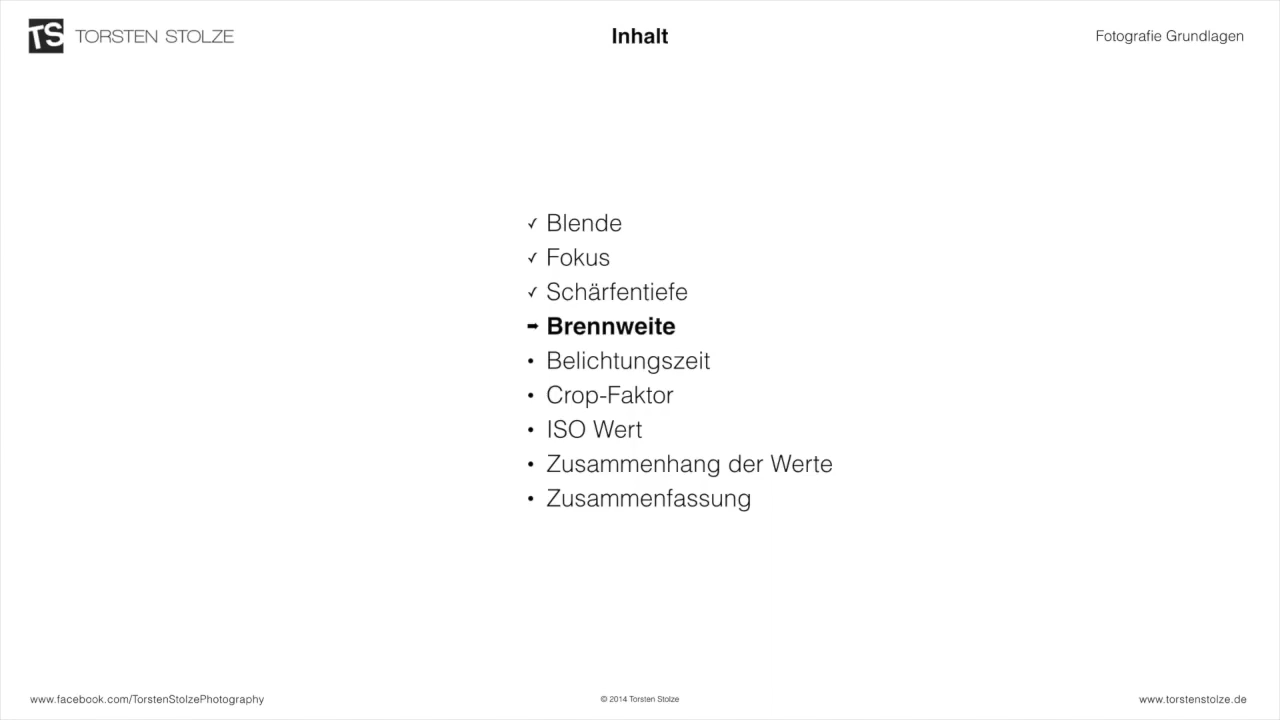 TS TORSTEN STOLZE
Inhalt
Fotografie Grundlagen
✓ Blende
✓ Fokus
✓ Schärfentiefe
➡ Brennweite
• Belichtungszeit
• Crop-Faktor
• ISO Wert
• Zusammenhang der Werte
• Zusammenfassung
www.facebook.com/TorstenStolzePhotography
© 2014 Torsten Stolze
www.torstenstolze.de